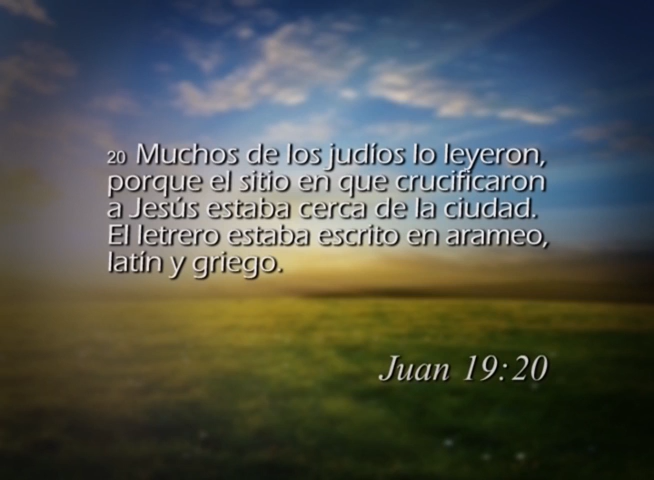 20 Muchos de los judíos lo leyeron,
porque el sitio en que crucificaron
a Jesús estaba cerca de la ciudad.
El letrero estaba escrito en arameo,
latín y griego.
Juan 19:20